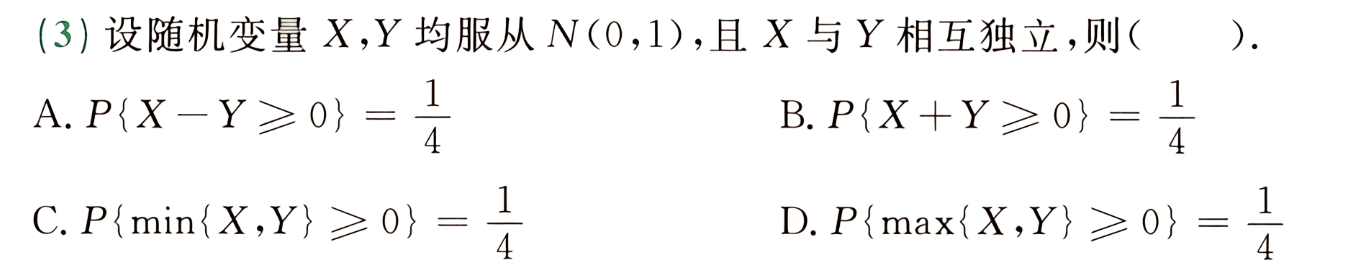 (3) 设随机变量 X,Y 均服从 N(0,1),且 X 与 Y 相互独立,则(  ).
A. P{X－Y⩾0} = 1/4 B. P{X＋Y⩾0} = 1/4
C. P{min{X,Y}⩾0} = 1/4 D. P{max{X,Y}⩾0} = 1/4